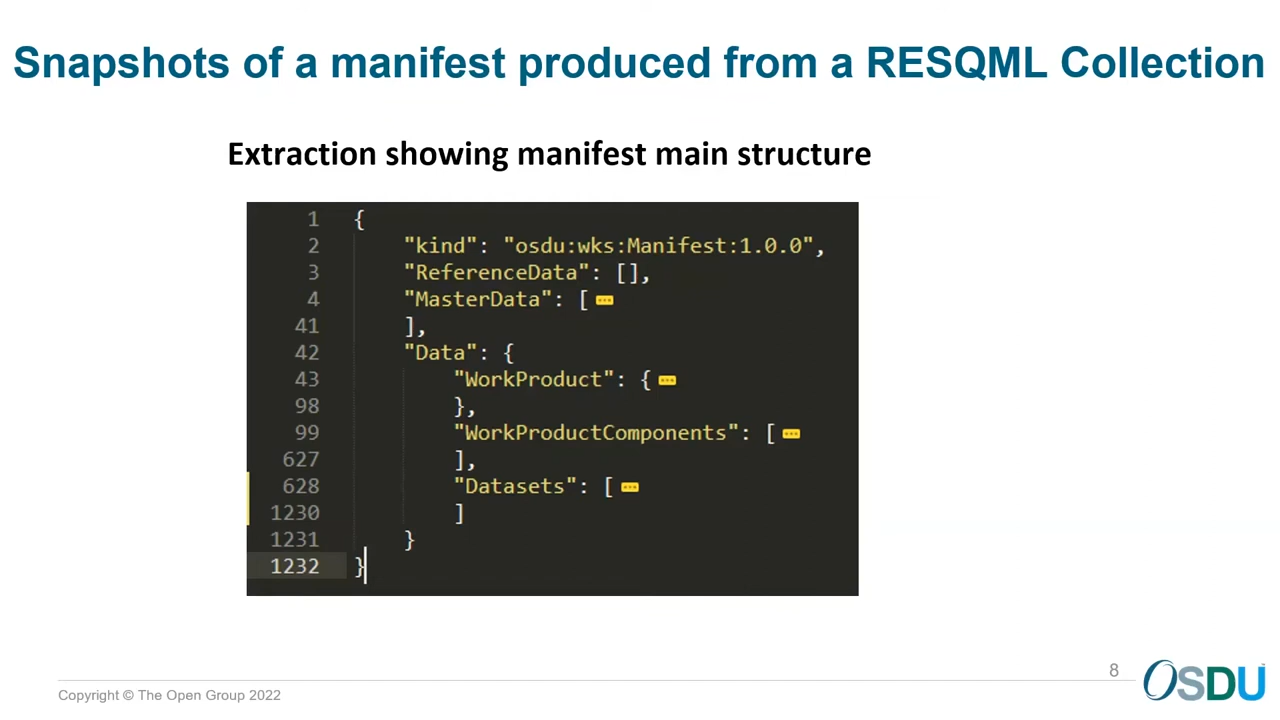 Snapshots of a manifest produced from a RESQML Collection
Extraction showing manifest main structure
1 {
2 "kind": "osdu:wks:Manifest:1.0.0",
3 "ReferenceData": [],
4 "MasterData": [ ...
41 ],
42 "Data": {
43 "WorkProduct": { ...
98 },
99 "WorkProductComponents": [ ...
627 ],
628 "Datasets": [ ...
1230 ]
1231 }
1232 }
8
Copyright © The Open Group 2022
OSDU